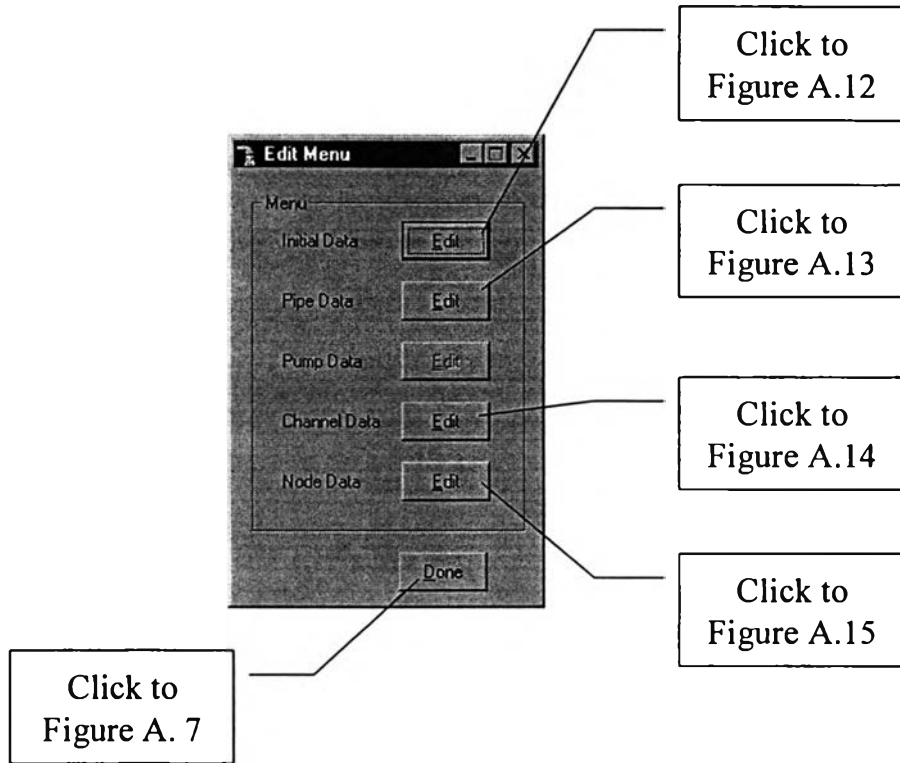 Click to
Figure A.12
Edit Menu
Menu
Initial Data Edit
Click to
Figure A.13
Pipe Data Edit
Pump Data Edit
Click to
Figure A.14
Channel Data Edit
Node Data Edit
Click to
Figure A.15
Done
Click to
Figure A. 7